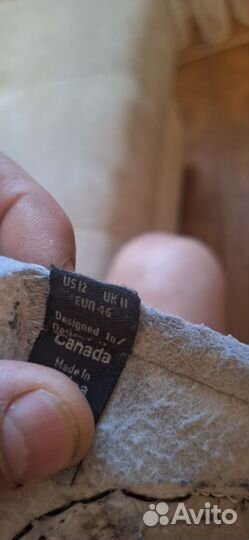 US 12 UK 11
EUR 46
Designed In/
Canada
Made In
Avito